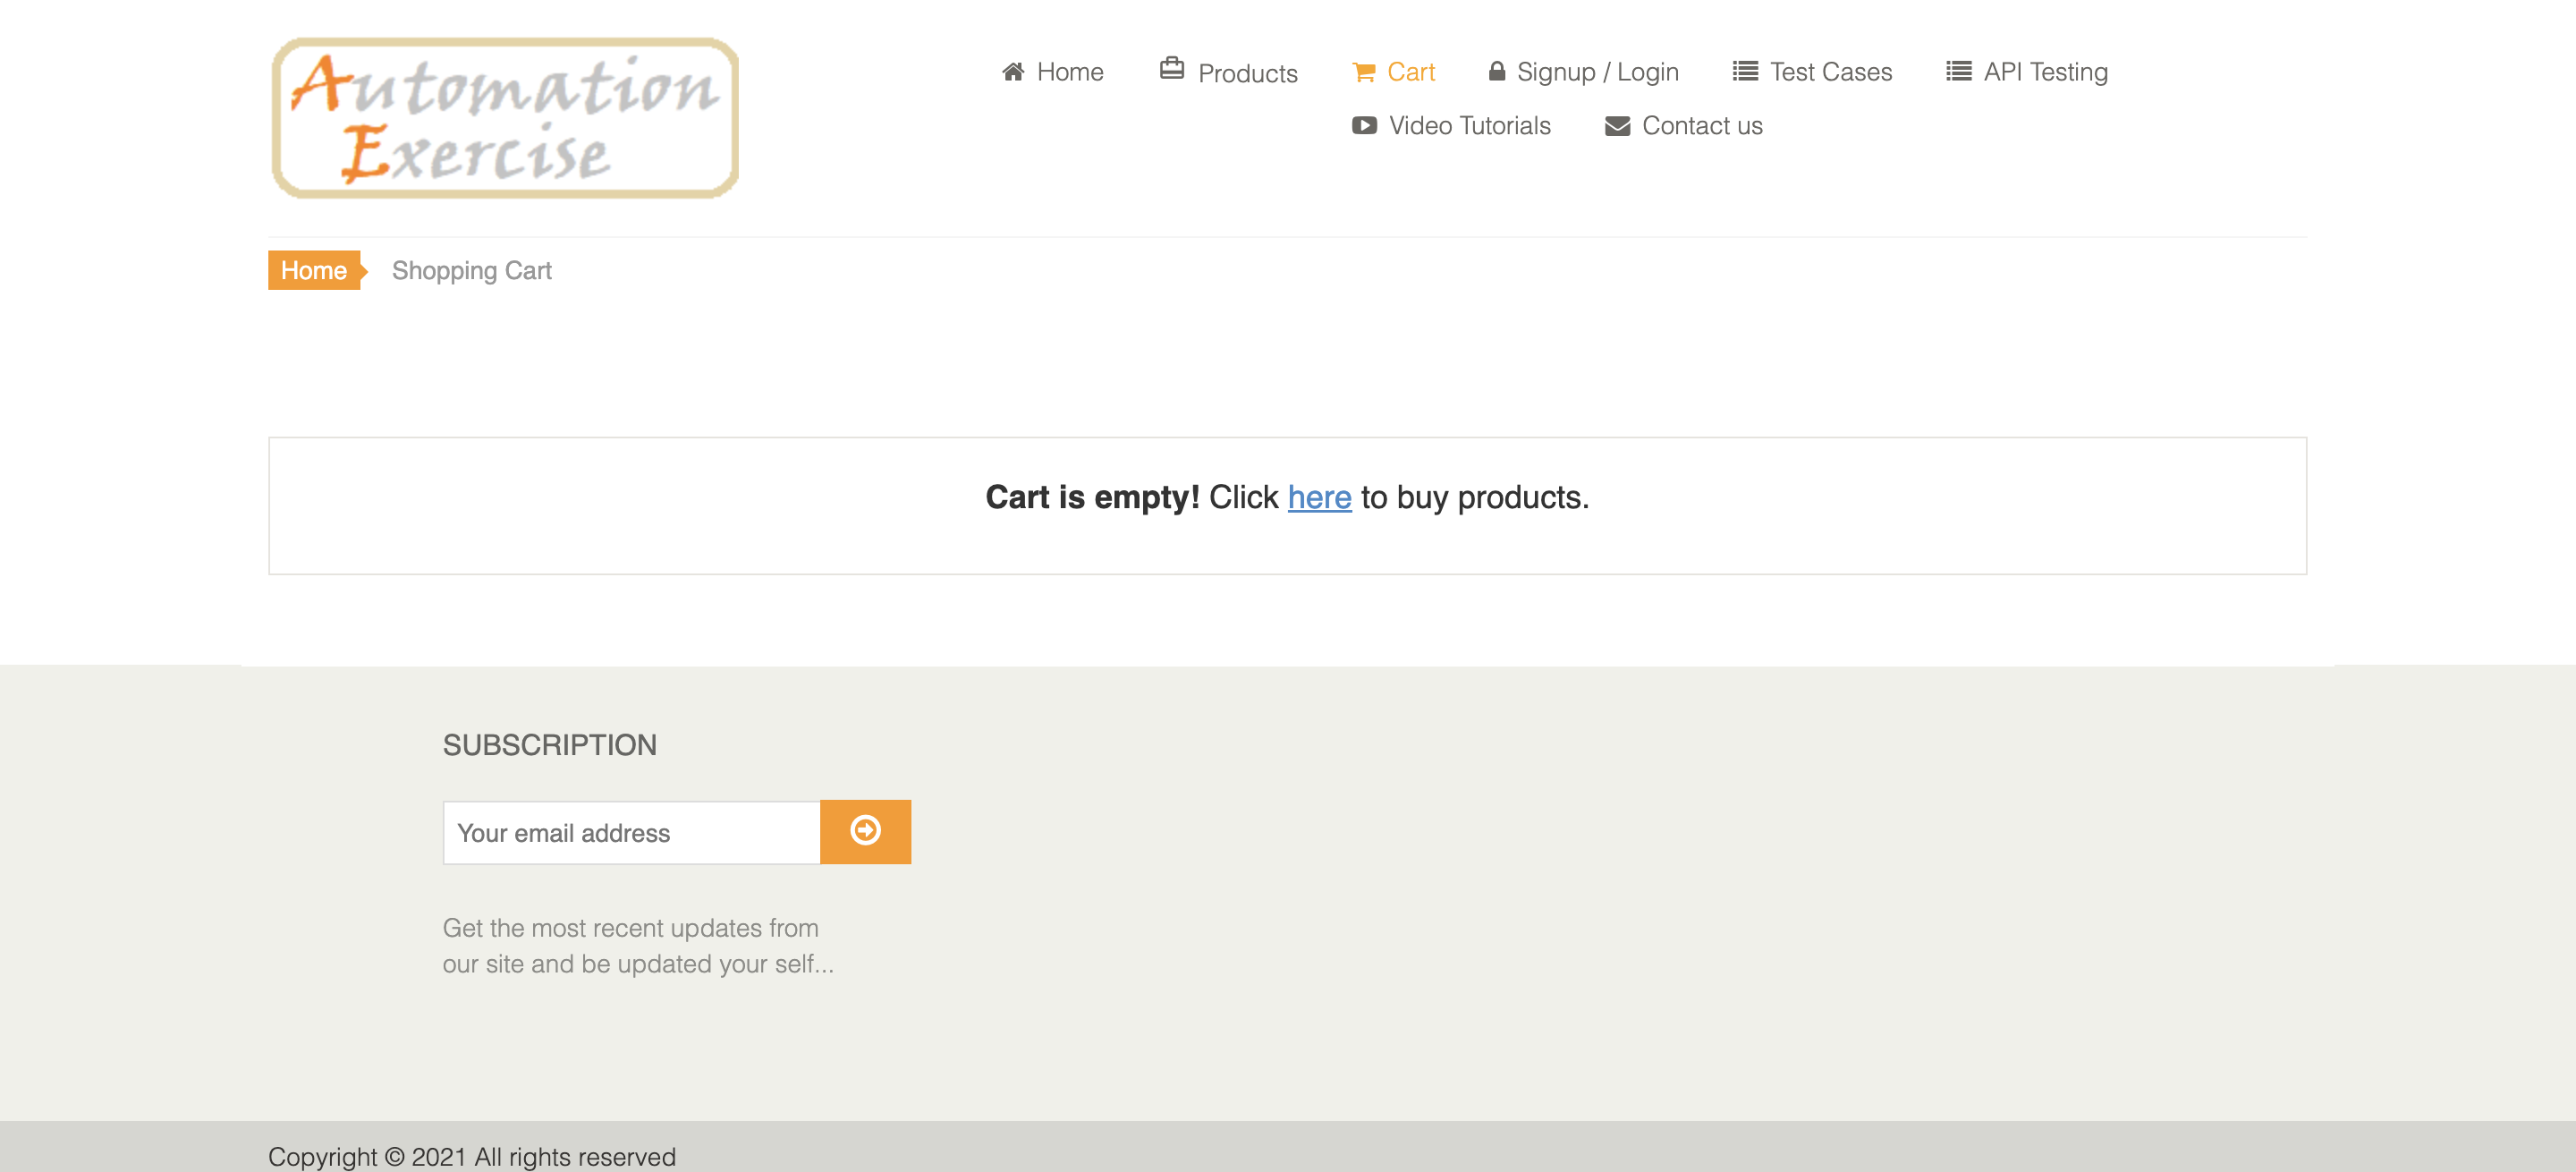 Automation
Exercise
Home Products Cart Signup / Login Test Cases API Testing
Video Tutorials Contact us
Home Shopping Cart
Cart is empty! Click here to buy products.
SUBSCRIPTION
Your email address
Get the most recent updates from
our site and be updated your self...
Copyright © 2021 All rights reserved